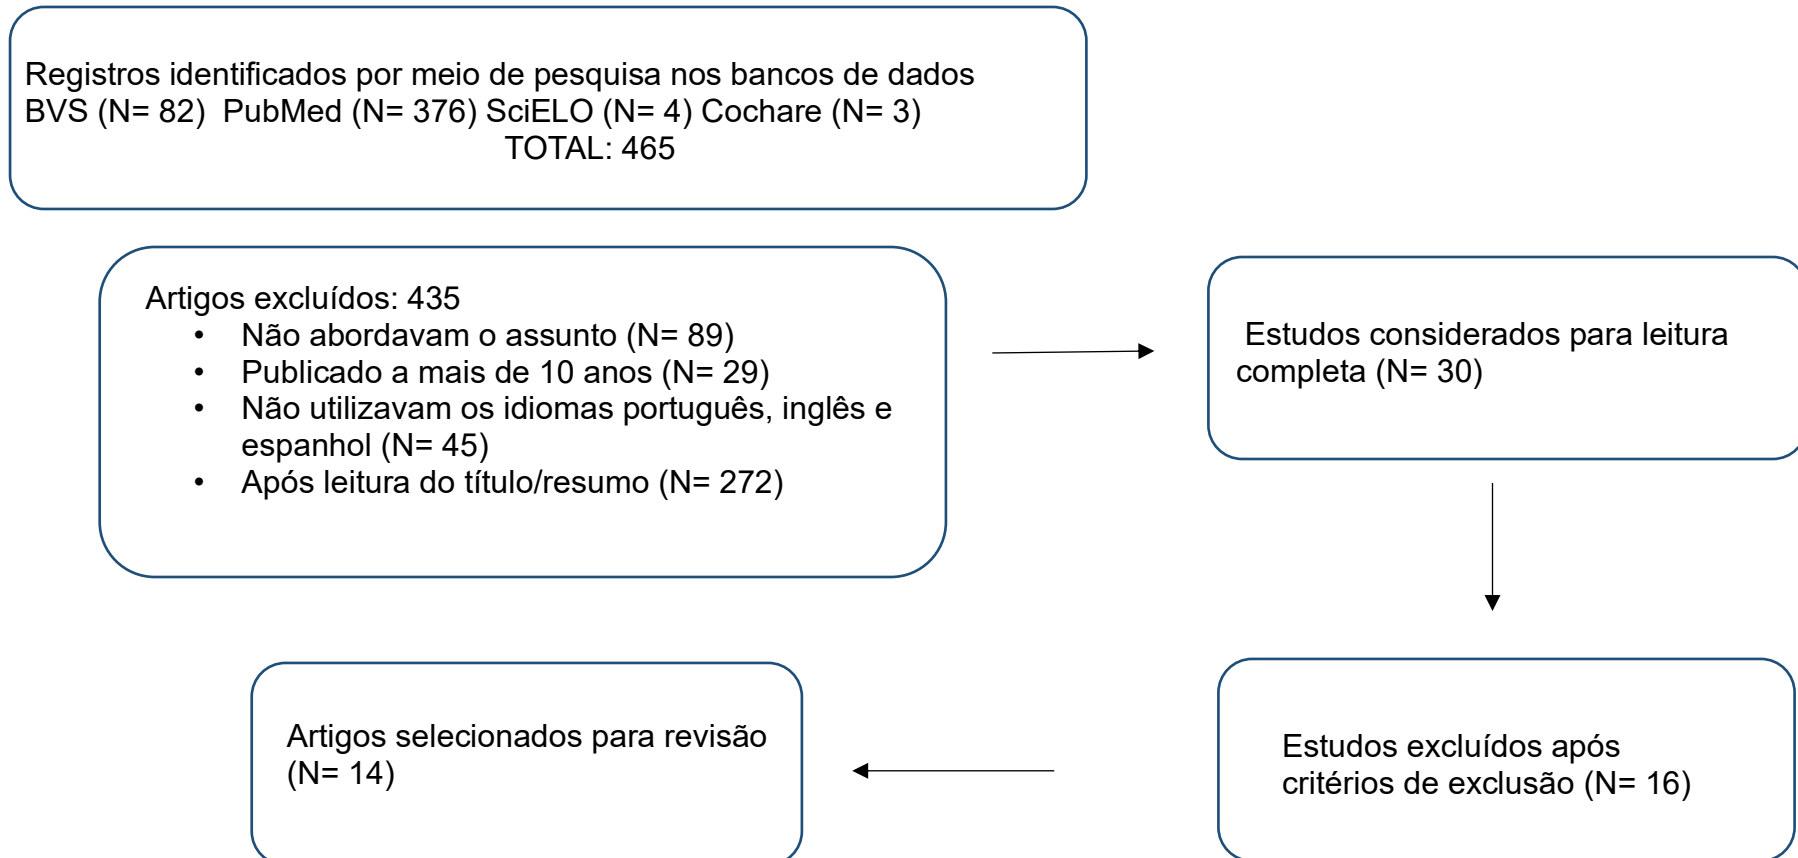 Registros identificados por meio de pesquisa nos bancos de dados
BVS (N= 82)  PubMed (N= 376) SciELO (N= 4) Cochare (N= 3)
TOTAL: 465
Artigos excluídos: 435
• Não abordavam o assunto (N= 89)
• Publicado a mais de 10 anos (N= 29)
• Não utilizavam os idiomas português, inglês e
espanhol (N= 45)
• Após leitura do título/resumo (N= 272)
Estudos considerados para leitura
completa (N= 30)
Estudos excluídos após
critérios de exclusão (N= 16)
Artigos selecionados para revisão
(N= 14)